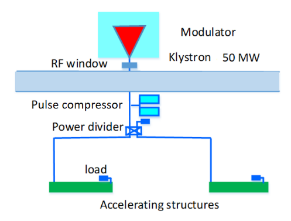 Modulator
Klystron 50 MW
RF window
Pulse compressor
Power divider
load
Accelerating structures